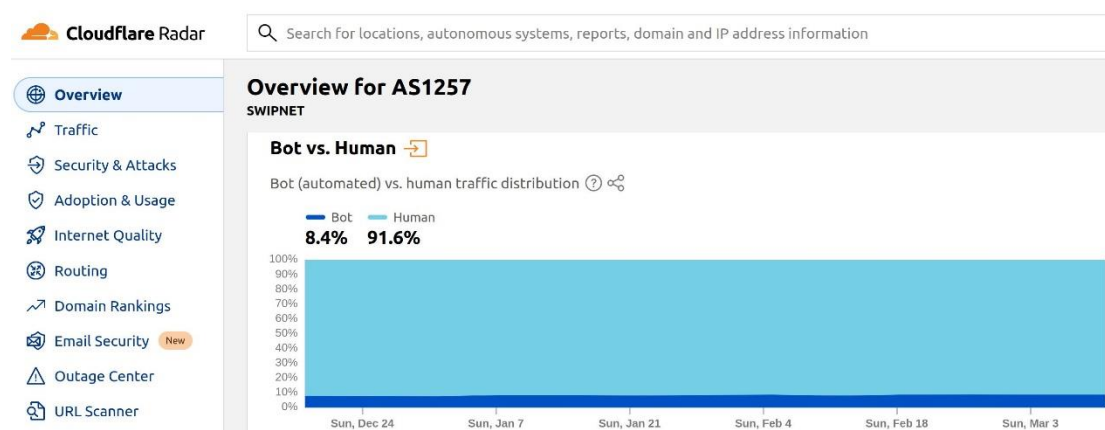 Cloudflare Radar
Search for locations, autonomous systems, reports, domain and IP address information
Overview
Traffic
Security & Attacks
Adoption & Usage
Internet Quality
Routing
Domain Rankings
Email Security New
Outage Center
URL Scanner
Overview for AS1257
SWIPNET
Bot vs. Human
Bot (automated) vs. human traffic distribution ?
Bot Human
8.4% 91.6%
100%
90%
80%
70%
60%
50%
40%
30%
20%
10%
0%
Sun, Dec 24 Sun, Jan 7 Sun, Jan 21 Sun, Feb 4 Sun, Feb 18 Sun, Mar 3